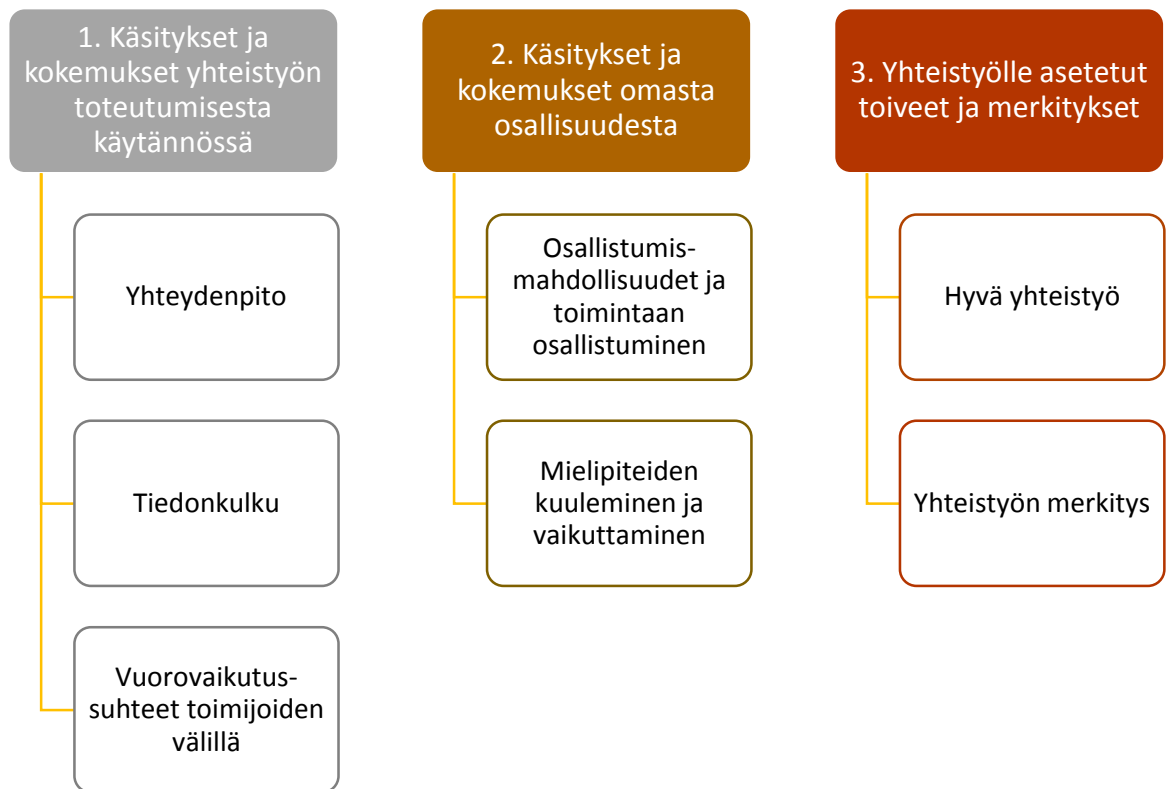 1. Käsitykset ja
kokemukset yhteistyön
toteutumisesta
käytännössä
Yhteydenpito
Tiedonkulku
Vuorovaikutus-
suhteet toimijoiden
välillä
2. Käsitykset ja
kokemukset omasta
osallisuudesta
Osallistumis-
mahdollisuudet ja
toimintaan
osallistuminen
Mielipiteiden
kuuleminen ja
vaikuttaminen
3. Yhteistyölle asetetut
toiveet ja merkitykset
Hyvä yhteistyö
Yhteistyön merkitys